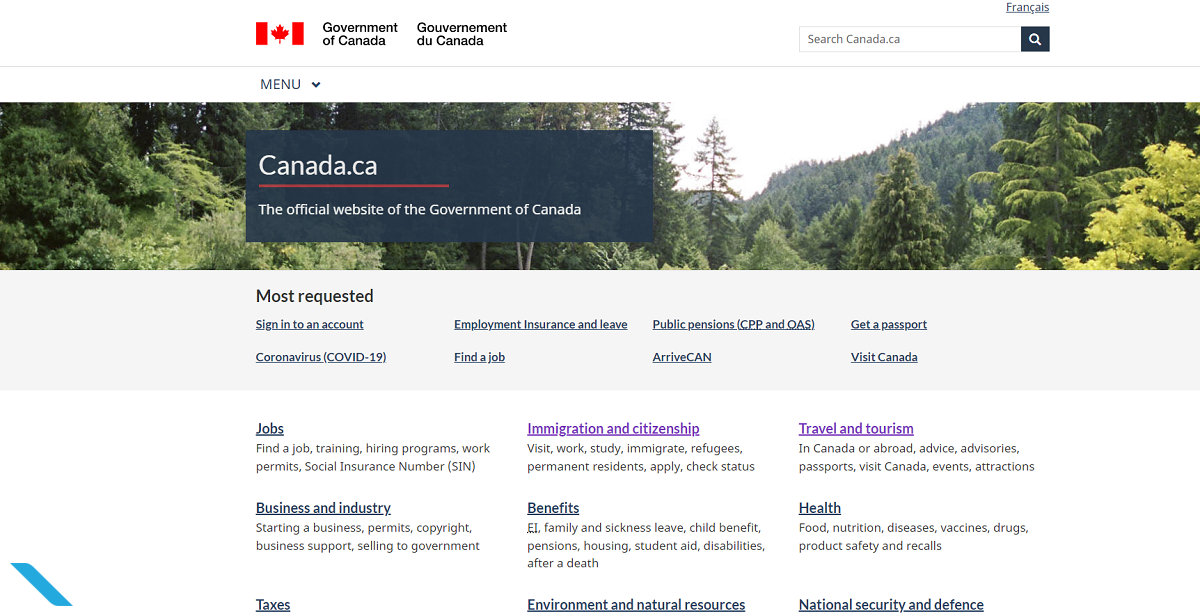 Français
Government of Canada
Gouvernement du Canada
Search Canada.ca
MENU
Canada.ca
The official website of the Government of Canada
Most requested
Sign in to an account
Employment Insurance and leave
Public pensions (CPP and OAS)
Get a passport
Coronavirus (COVID-19)
Find a job
ArriveCAN
Visit Canada
Jobs
Find a job, training, hiring programs, work
permits, Social Insurance Number (SIN)
Immigration and citizenship
Visit, work, study, immigrate, refugees,
permanent residents, apply, check status
Travel and tourism
In Canada or abroad, advice, advisories,
passports, visit Canada, events, attractions
Business and industry
Starting a business, permits, copyright,
business support, selling to government
Benefits
EI, family and sickness leave, child benefit,
pensions, housing, student aid, disabilities,
after a death
Health
Food, nutrition, diseases, vaccines, drugs,
product safety and recalls
Taxes
Environment and natural resources
National security and defence